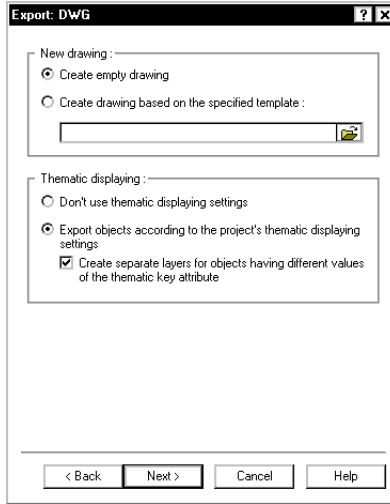 Export: DWG
New drawing :
Create empty drawing
Create drawing based on the specified template :
Thematic displaying :
Don't use thematic displaying settings
Export objects according to the project's thematic displaying
settings
Create separate layers for objects having different values
of the thematic key attribute
< Back Next > Cancel Help